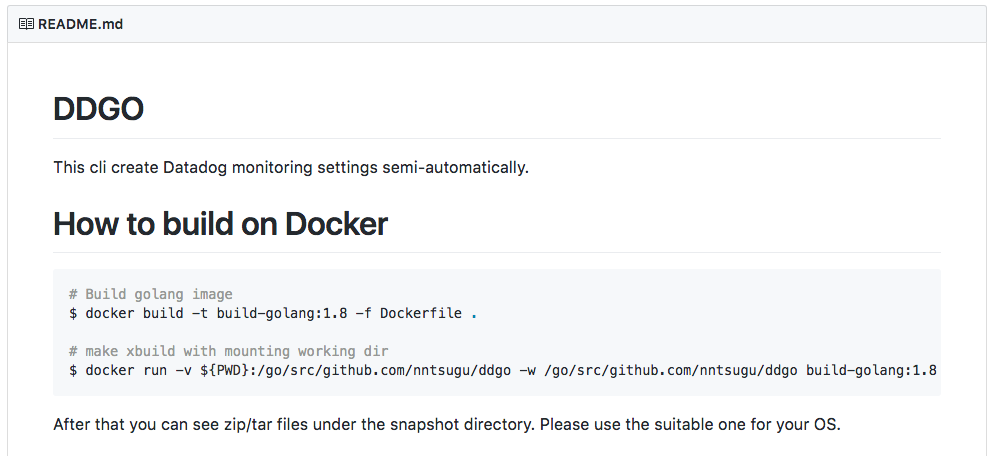 README.md
DDGO
This cli create Datadog monitoring settings semi-automatically.
How to build on Docker
# Build golang image
$ docker build -t build-golang:1.8 -f Dockerfile .
# make xbuild with mounting working dir
$ docker run -v ${PWD}:/go/src/github.com/nntsugu/ddgo -w /go/src/github.com/nntsugu/ddgo build-golang:1.8
After that you can see zip/tar files under the snapshot directory. Please use the suitable one for your OS.